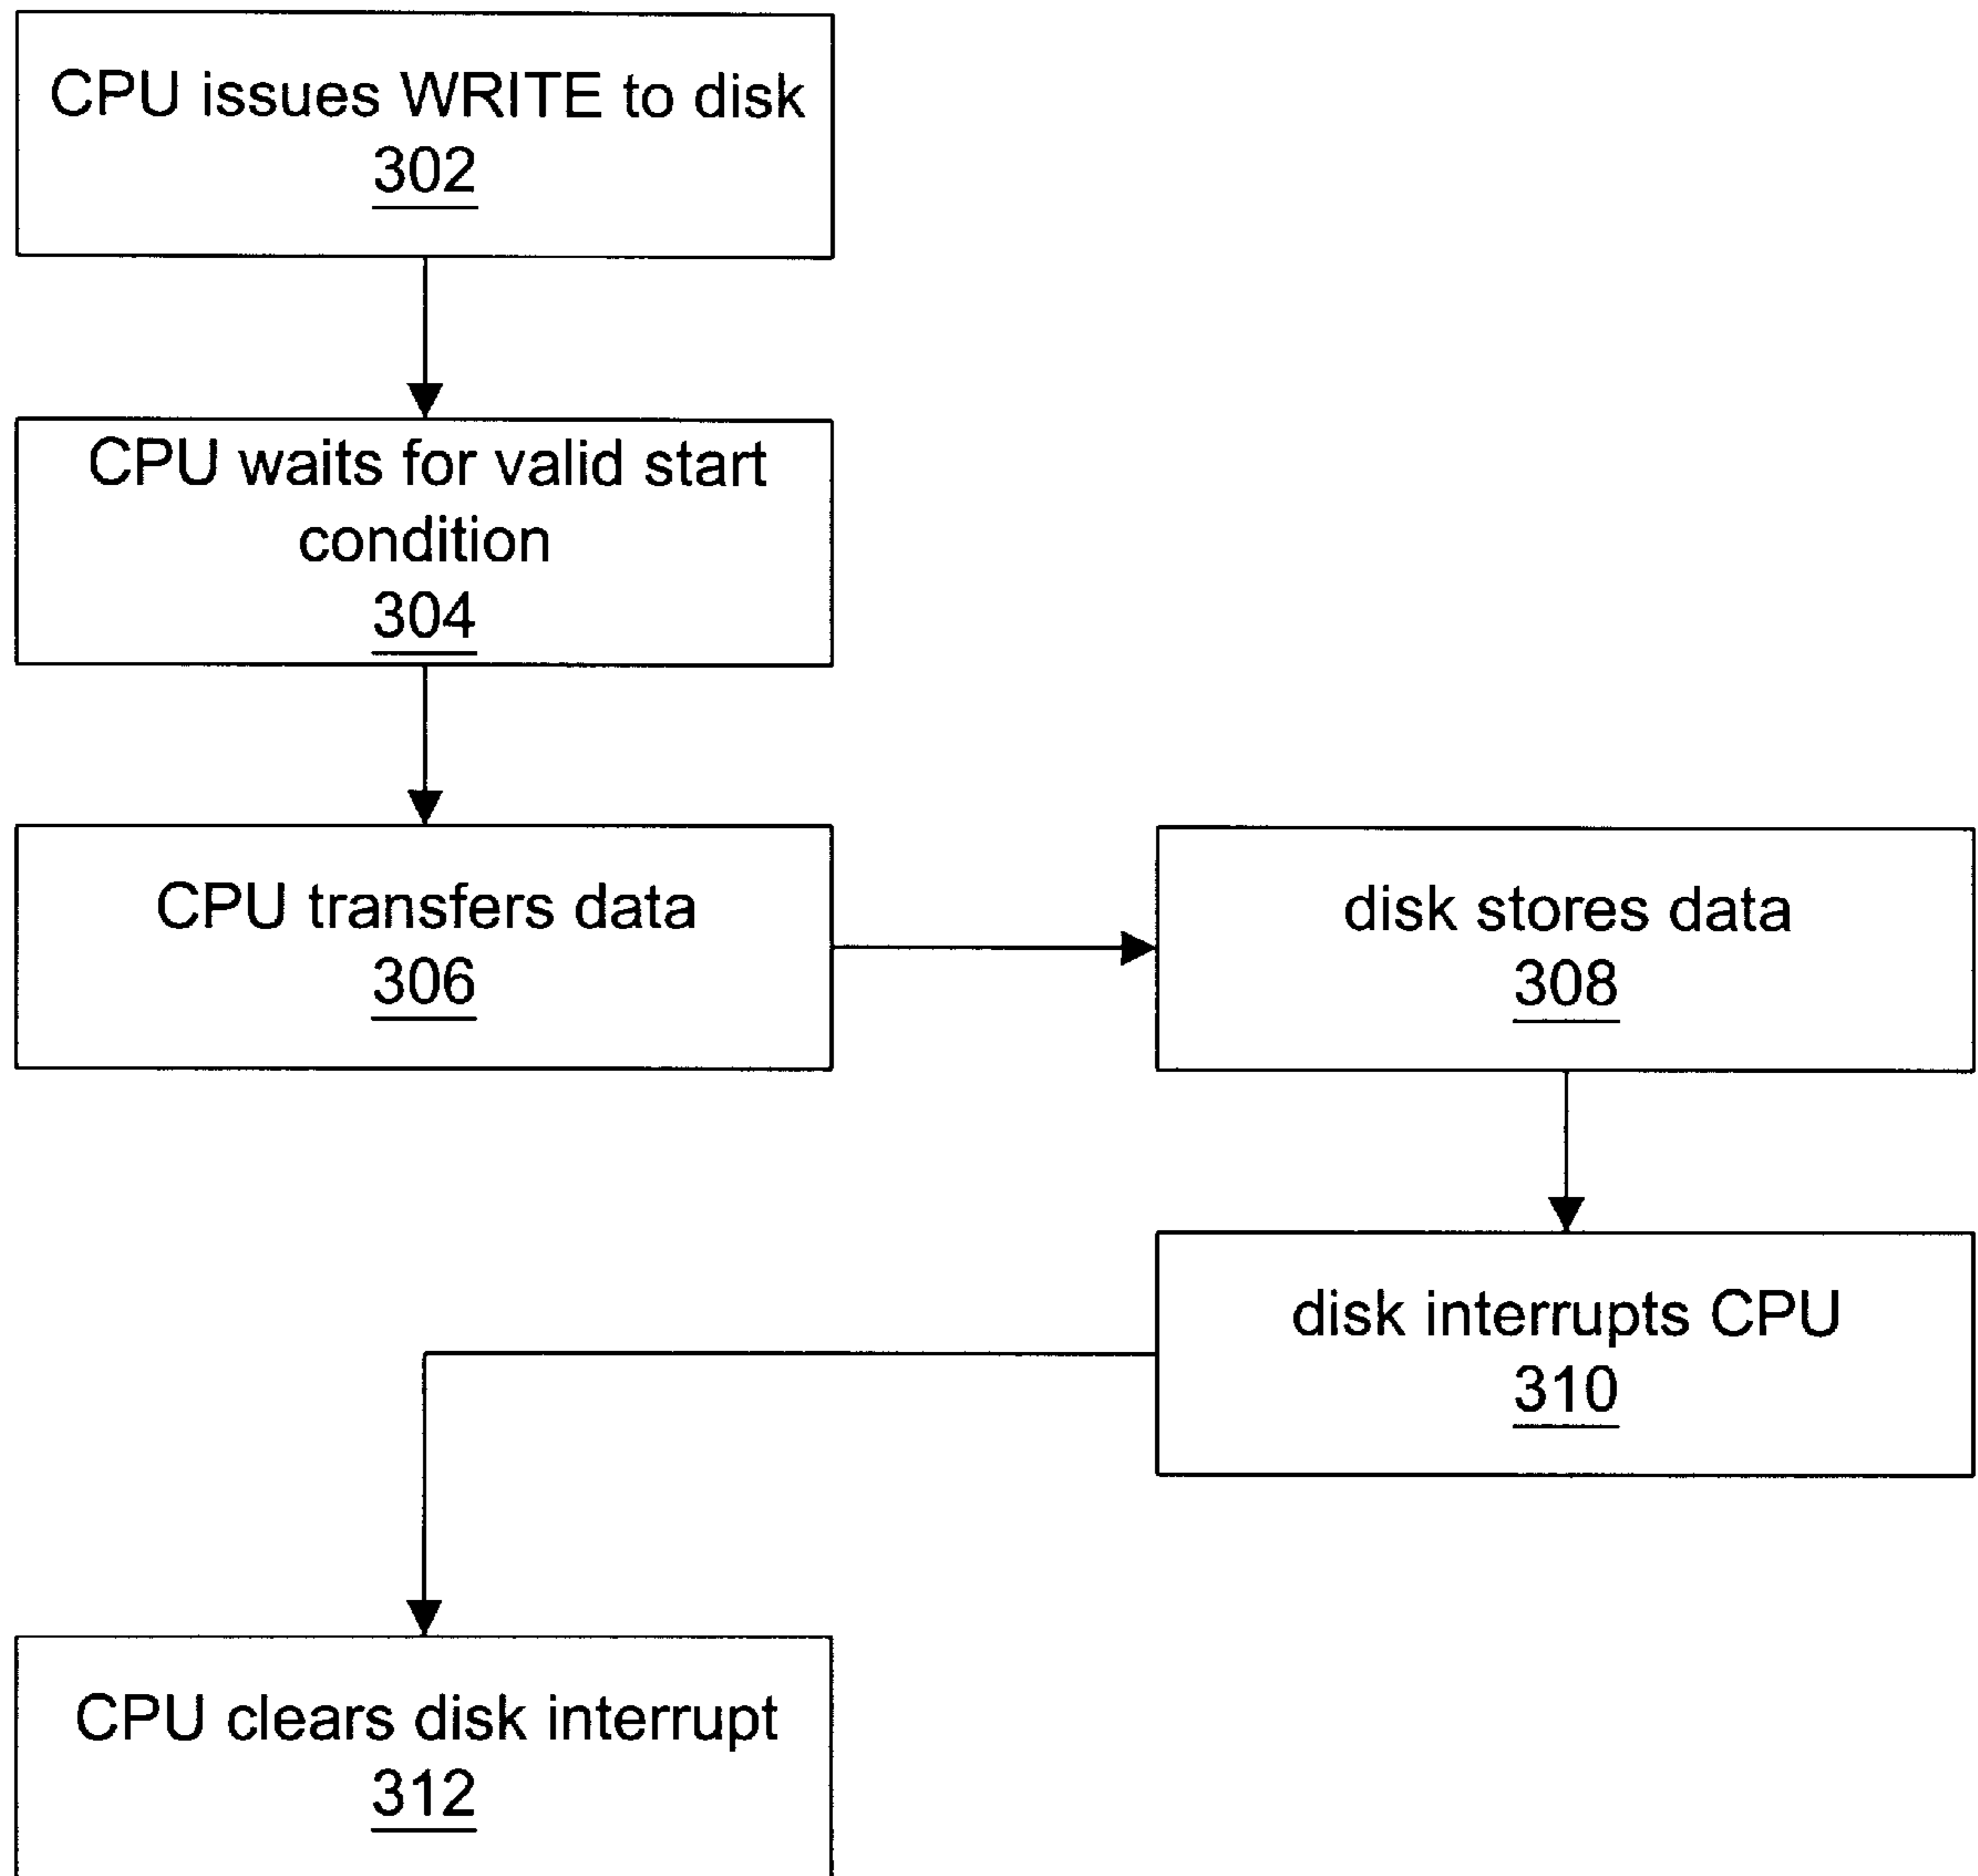 CPU issues WRITE to disk
302
CPU waits for valid start
condition
304
CPU transfers data
306
disk stores data
308
disk interrupts CPU
310
CPU clears disk interrupt
312